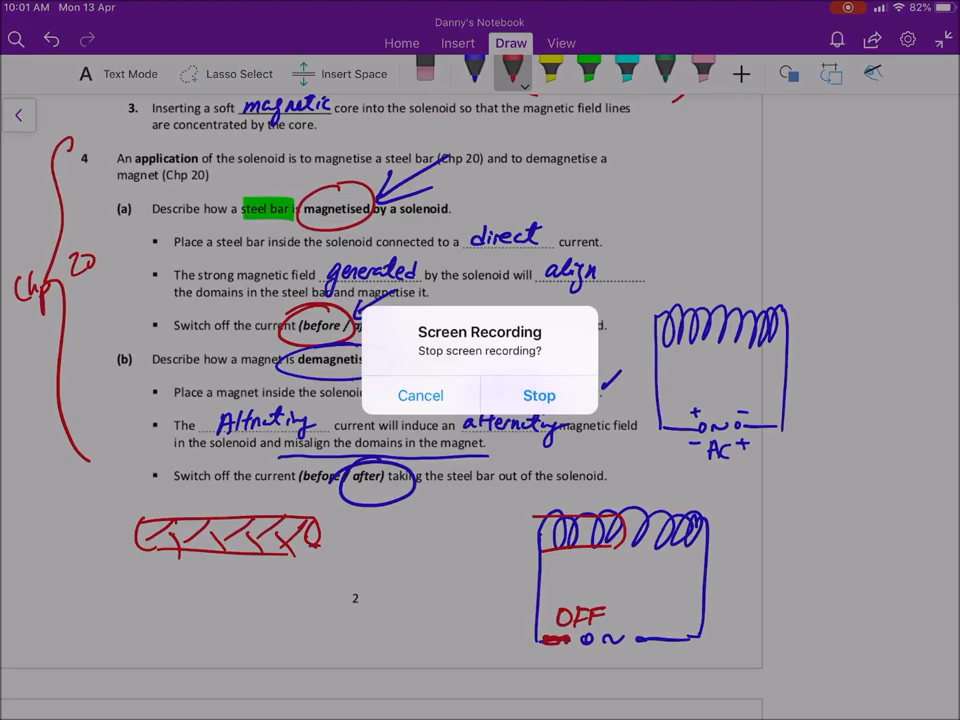 10:01 AM Mon 13 Apr
82%
Danny's Notebook
Home Insert Draw View
A Text Mode Lasso Select Insert Space
3. Inserting a soft magnetic core into the solenoid so that the magnetic field lines
are concentrated by the core.
4 An application of the solenoid is to magnetise a steel bar (Chp 20) and to demagnetise a
magnet (Chp 20)
(a) Describe how a steel bar is magnetised by a solenoid.
▪ Place a steel bar inside the solenoid connected to a direct current.
▪ The strong magnetic field generated by the solenoid will align
the domains in the steel bar and magnetise it.
Chp 20
▪ Switch off the current (before /
(b) Describe how a magnet is demagnetis
▪ Place a magnet inside the solenoid
▪ The Altnating current will induce an alternating magnetic field
in the solenoid and misalign the domains in the magnet.
▪ Switch off the current (before / after) taking the steel bar out of the solenoid.
Screen Recording
Stop screen recording?
Cancel Stop
+ −
− AC +
OFF
2